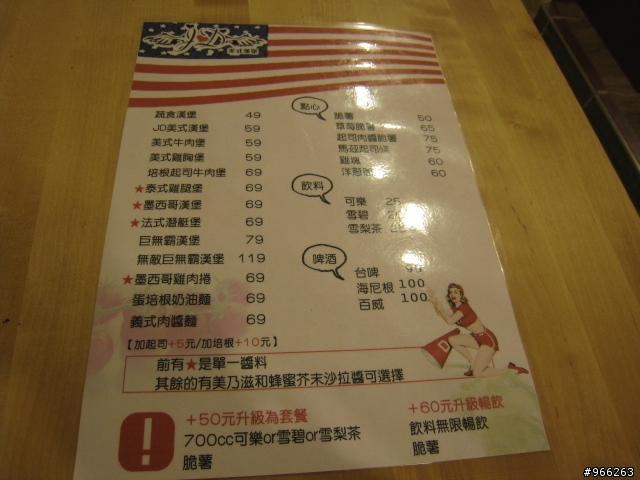 JD
美式漢堡
蔬食漢堡 49
JD美式漢堡 59
美式牛肉堡 59
美式雞胸堡 59
培根起司牛肉堡 69
★泰式雞腿堡 69
★墨西哥漢堡 69
★法式潛艇堡 69
巨無霸漢堡 79
無敵巨無霸漢堡 119
★墨西哥雞肉捲 69
蛋培根奶油麵 69
義式肉醬麵 69
【加起司+5元/加培根+10元】
點心
脆薯 50
草莓脆薯 65
起司肉醬脆薯 75
馬茲起司條 75
雞塊 60
洋蔥 60
飲料
可樂 25
雪碧
雪梨茶
啤酒
台啤
海尼根 100
百威 100
D
前有★是單一醬料
其餘的有美乃滋和蜂蜜芥末沙拉醬可選擇
!
+50元升級為套餐
700cc可樂or雪碧or雪梨茶
脆薯
+60元升級暢飲
飲料無限暢飲
脆薯
#966263